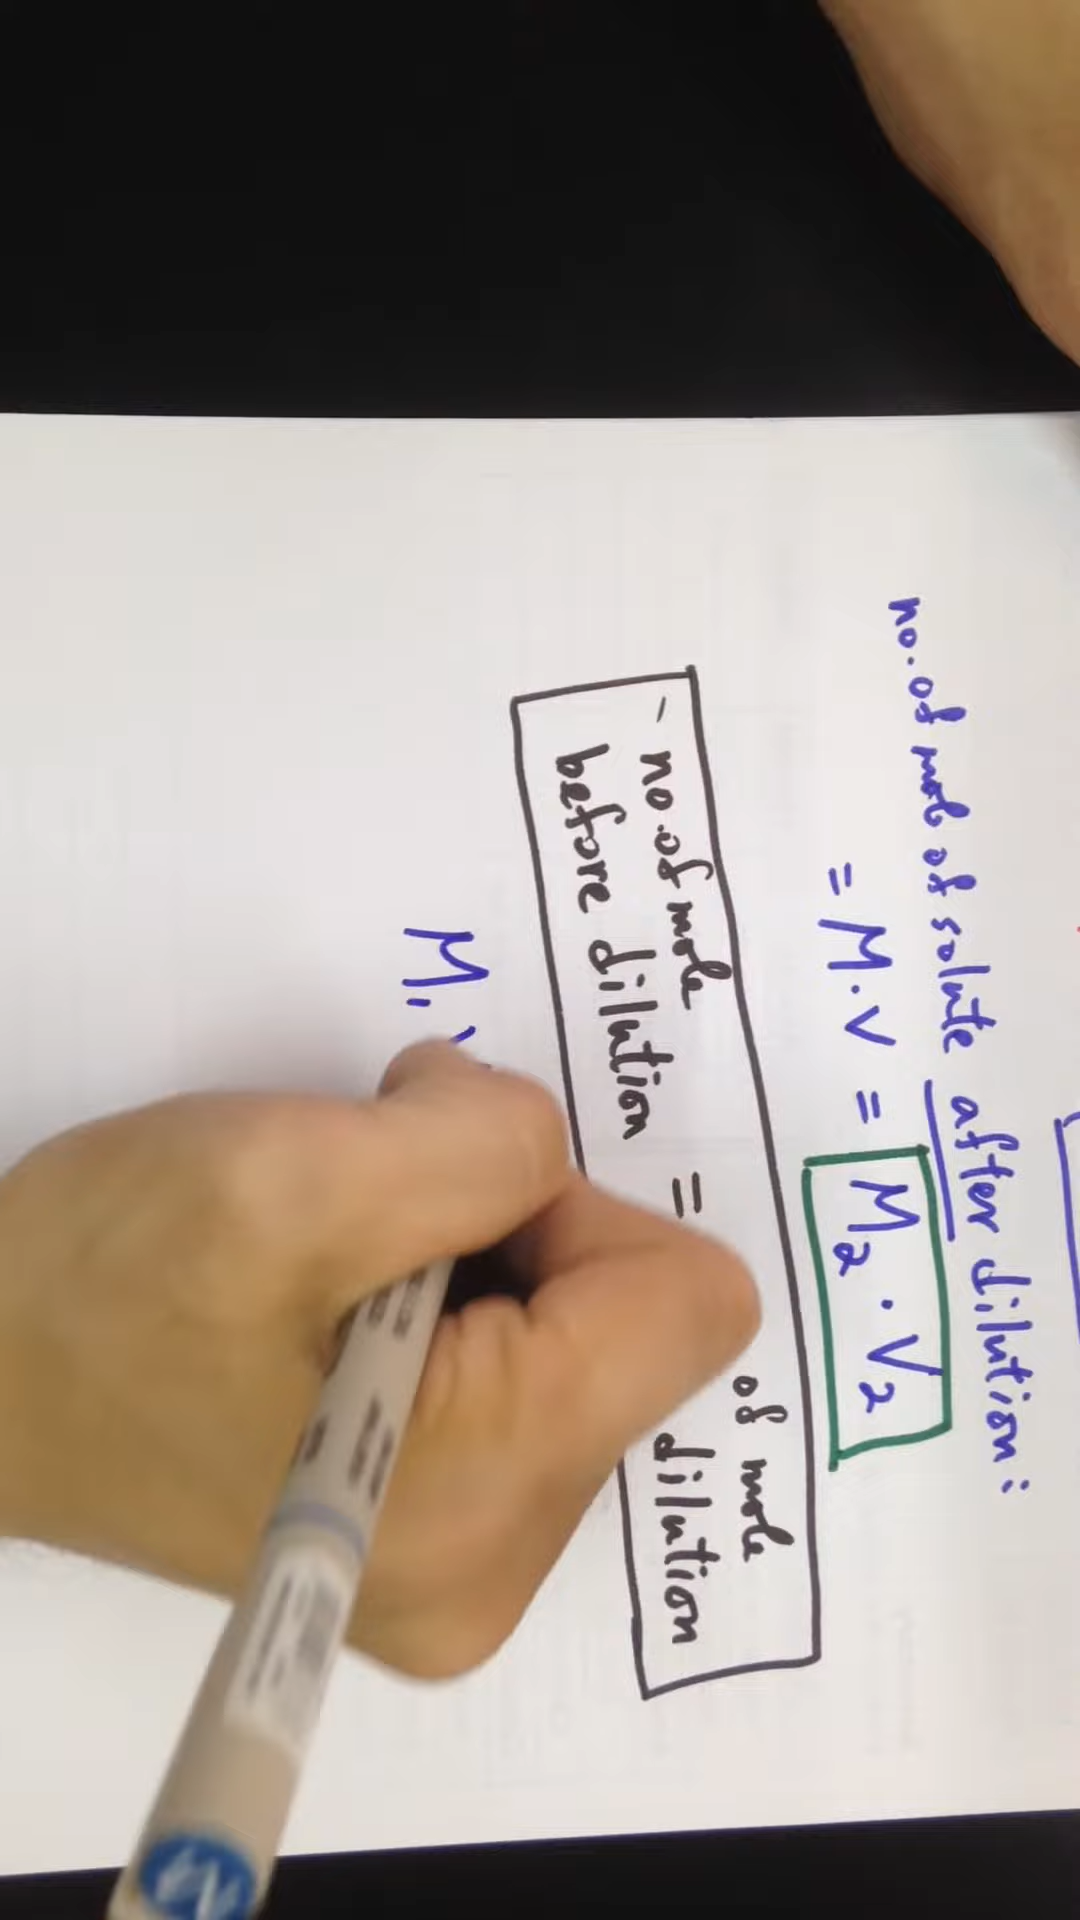 no. of mole of solute after dilution:
= M.V = M2 . V2
- no. of mole = of mole
before dilution dilution
M1